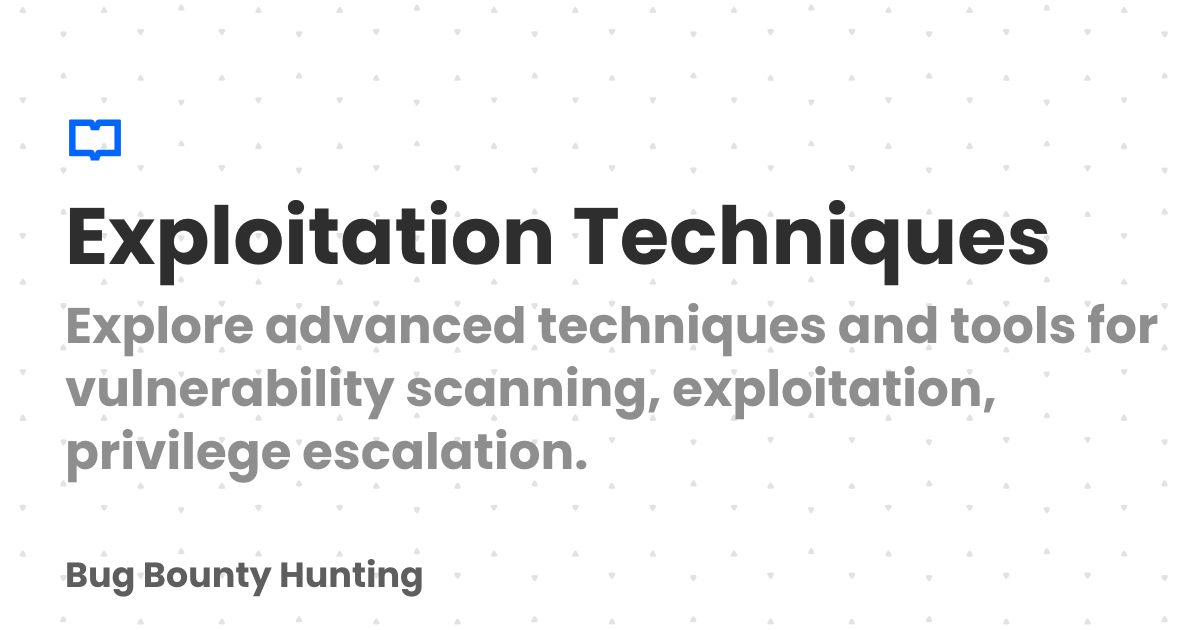 Exploitation Techniques
Explore advanced techniques and tools for
vulnerability scanning, exploitation,
privilege escalation.
Bug Bounty Hunting